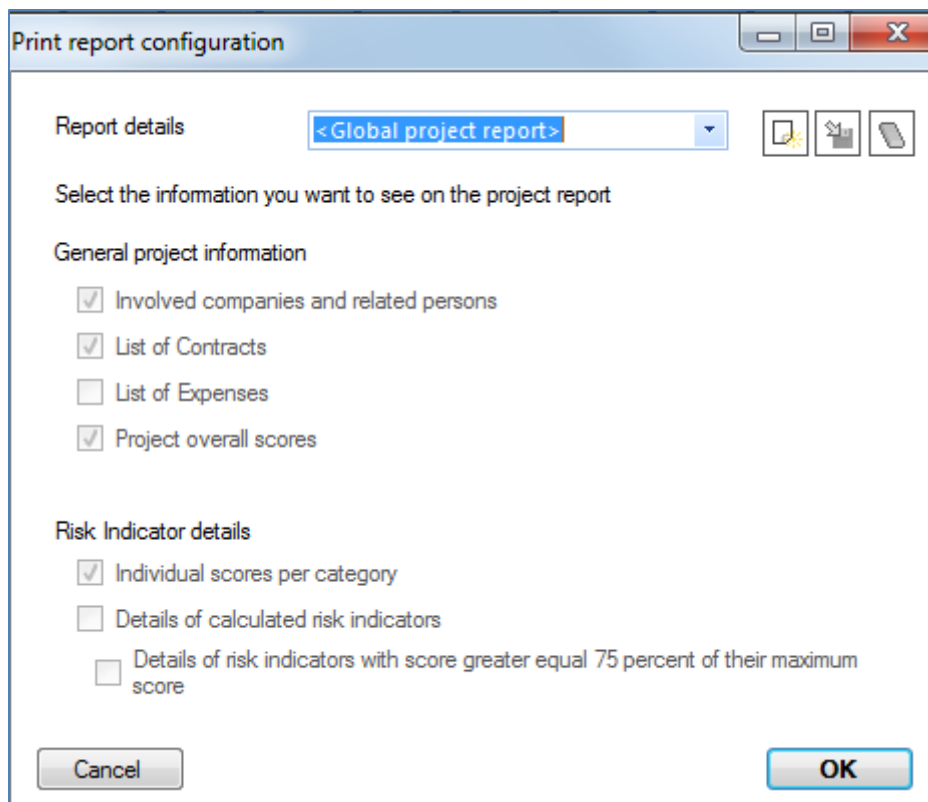 Print report configuration
Report details
<Global project report>
Select the information you want to see on the project report
General project information
Involved companies and related persons
List of Contracts
List of Expenses
Project overall scores
Risk Indicator details
Individual scores per category
Details of calculated risk indicators
Details of risk indicators with score greater equal 75 percent of their maximum
score
Cancel
OK